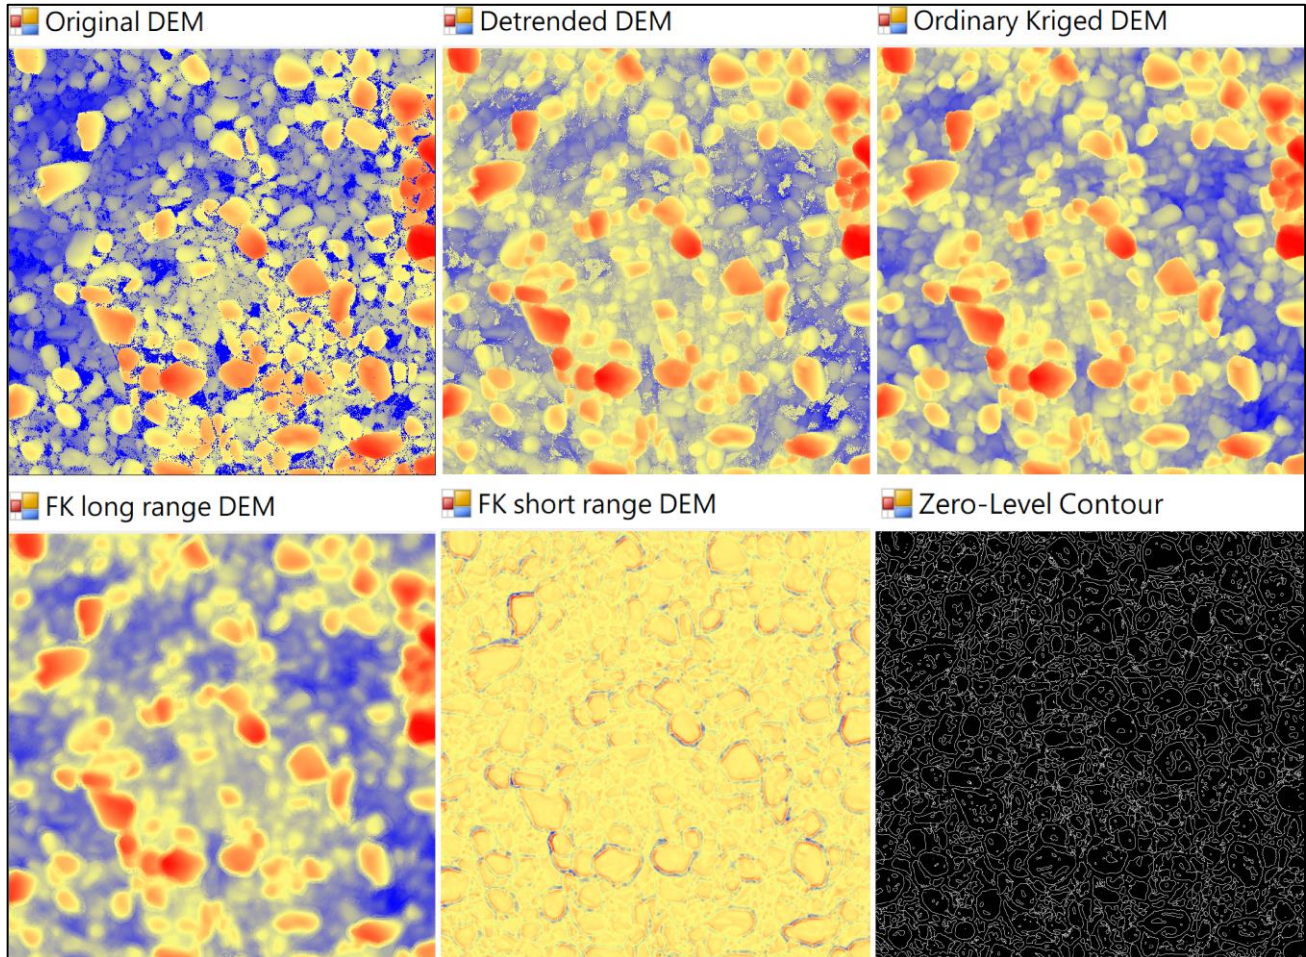 Original DEM
Detrended DEM
Ordinary Kriged DEM
FK long range DEM
FK short range DEM
Zero-Level Contour